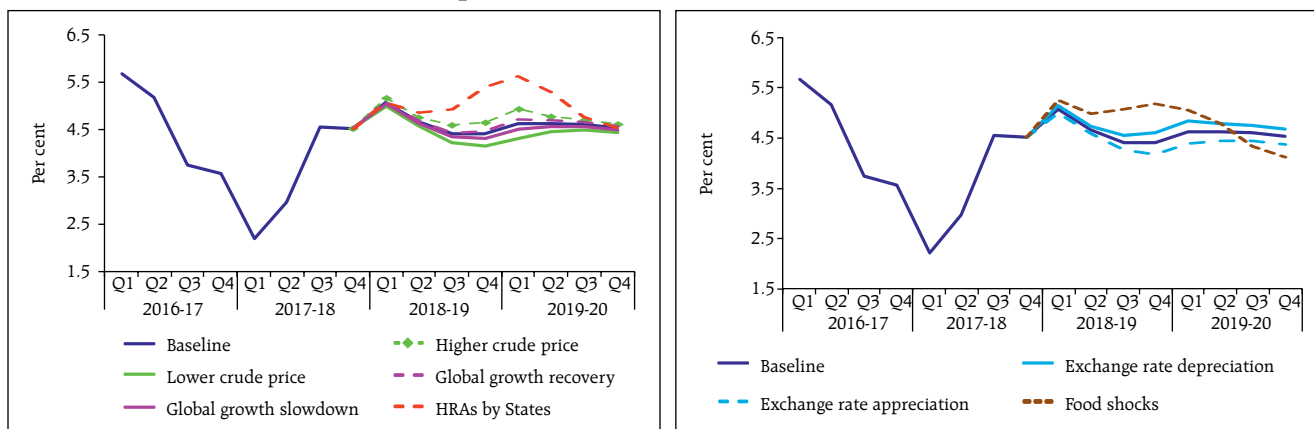 6.5
5.5
4.5
3.5
2.5
1.5
Per cent
Q1 Q2 Q3 Q4 Q1 Q2 Q3 Q4 Q1 Q2 Q3 Q4 Q1 Q2 Q3 Q4
2016-17 2017-18 2018-19 2019-20
Baseline Higher crude price
Lower crude price Global growth recovery
Global growth slowdown HRAs by States
6.5
5.5
4.5
3.5
2.5
1.5
Per cent
Q1 Q2 Q3 Q4 Q1 Q2 Q3 Q4 Q1 Q2 Q3 Q4 Q1 Q2 Q3 Q4
2016-17 2017-18 2018-19 2019-20
Baseline Exchange rate depreciation
Exchange rate appreciation Food shocks